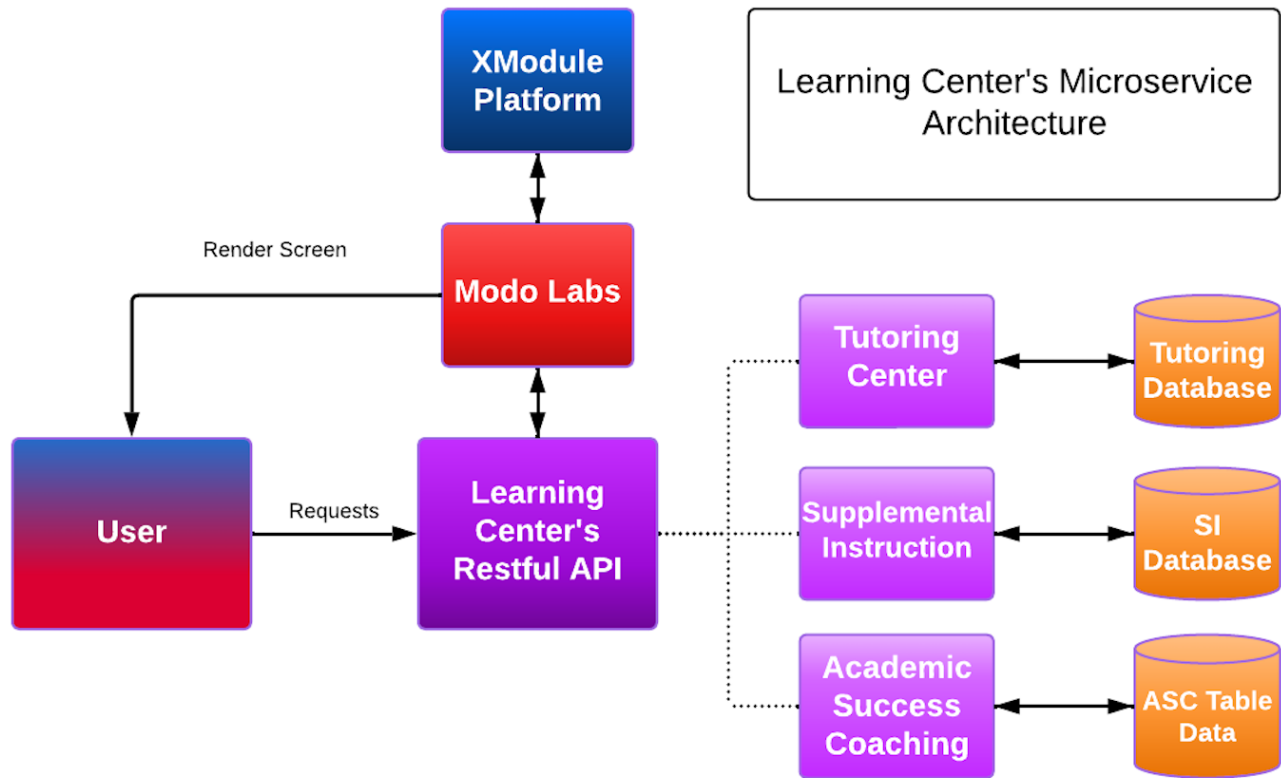 XModule
Platform
Learning Center's Microservice
Architecture
Render Screen
Modo Labs
Tutoring
Center
Tutoring
Database
User
Requests
Learning
Center's
Restful API
Supplemental
Instruction
SI
Database
Academic
Success
Coaching
ASC Table
Data